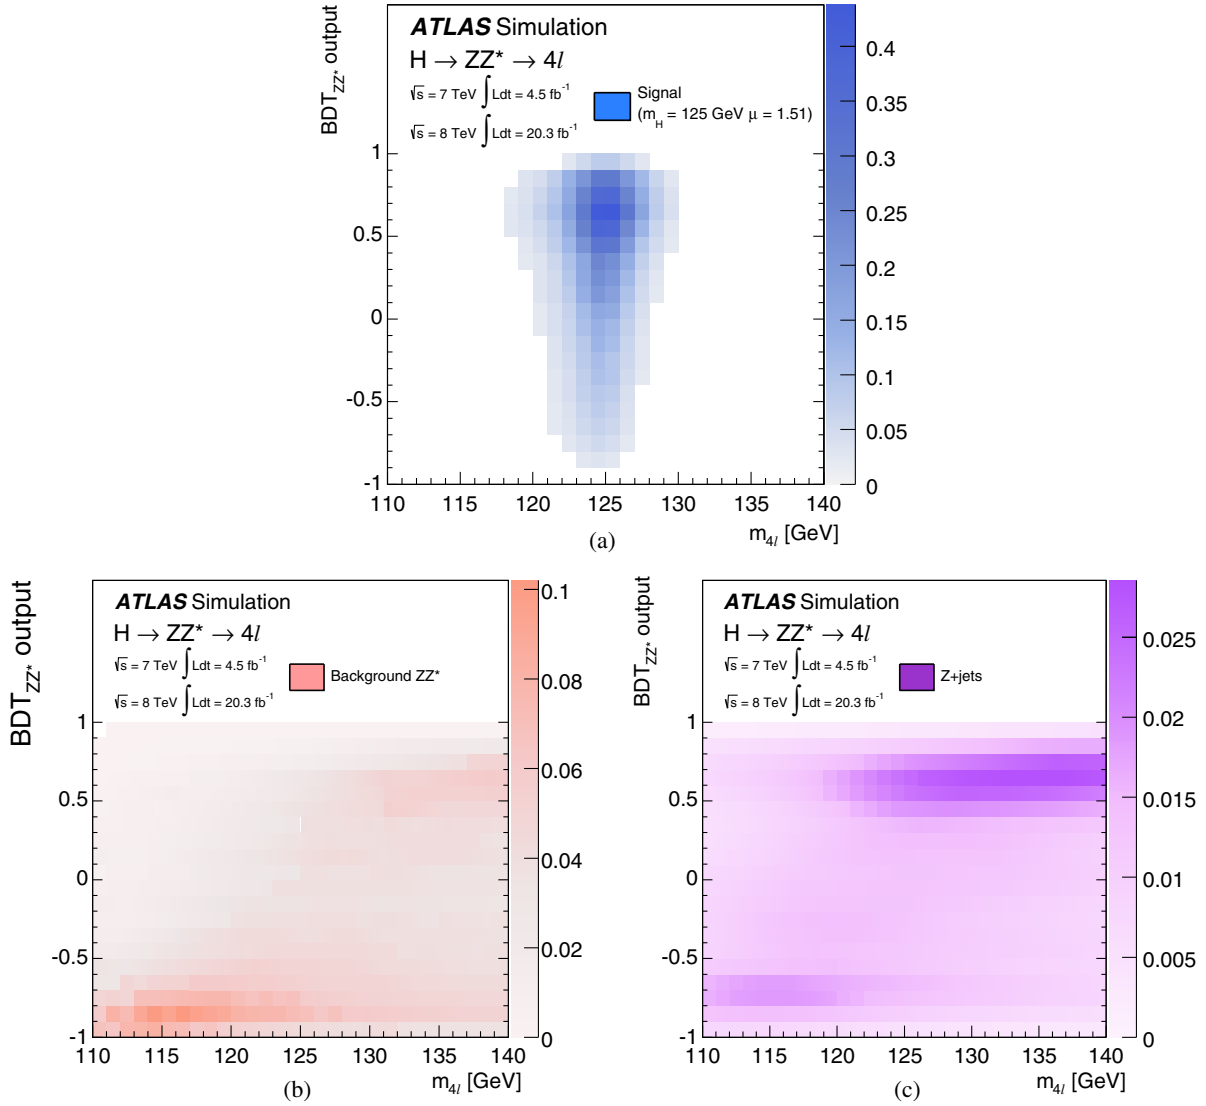 ATLAS Simulation
H → ZZ* → 4l
√s = 7 TeV ∫Ldt = 4.5 fb⁻¹
√s = 8 TeV ∫Ldt = 20.3 fb⁻¹
Signal
(m_H = 125 GeV μ = 1.51)
BDT_ZZ* output
1
0.5
0
-0.5
-1
110 115 120 125 130 135 140
m_4l [GeV]
0.4
0.35
0.3
0.25
0.2
0.15
0.1
0.05
0
(a)
ATLAS Simulation
H → ZZ* → 4l
√s = 7 TeV ∫Ldt = 4.5 fb⁻¹
√s = 8 TeV ∫Ldt = 20.3 fb⁻¹
Background ZZ*
BDT_ZZ* output
1
0.5
0
-0.5
-1
110 115 120 125 130 135 140
m_4l [GeV]
0.1
0.08
0.06
0.04
0.02
0
(b)
ATLAS Simulation
H → ZZ* → 4l
√s = 7 TeV ∫Ldt = 4.5 fb⁻¹
√s = 8 TeV ∫Ldt = 20.3 fb⁻¹
Z+jets
BDT_ZZ* output
1
0.5
0
-0.5
-1
110 115 120 125 130 135 140
m_4l [GeV]
0.025
0.02
0.015
0.01
0.005
0
(c)